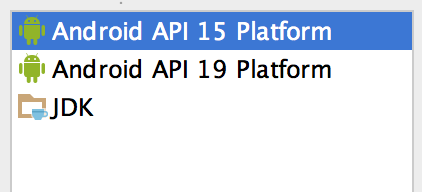 Android API 15 Platform
Android API 19 Platform
JDK